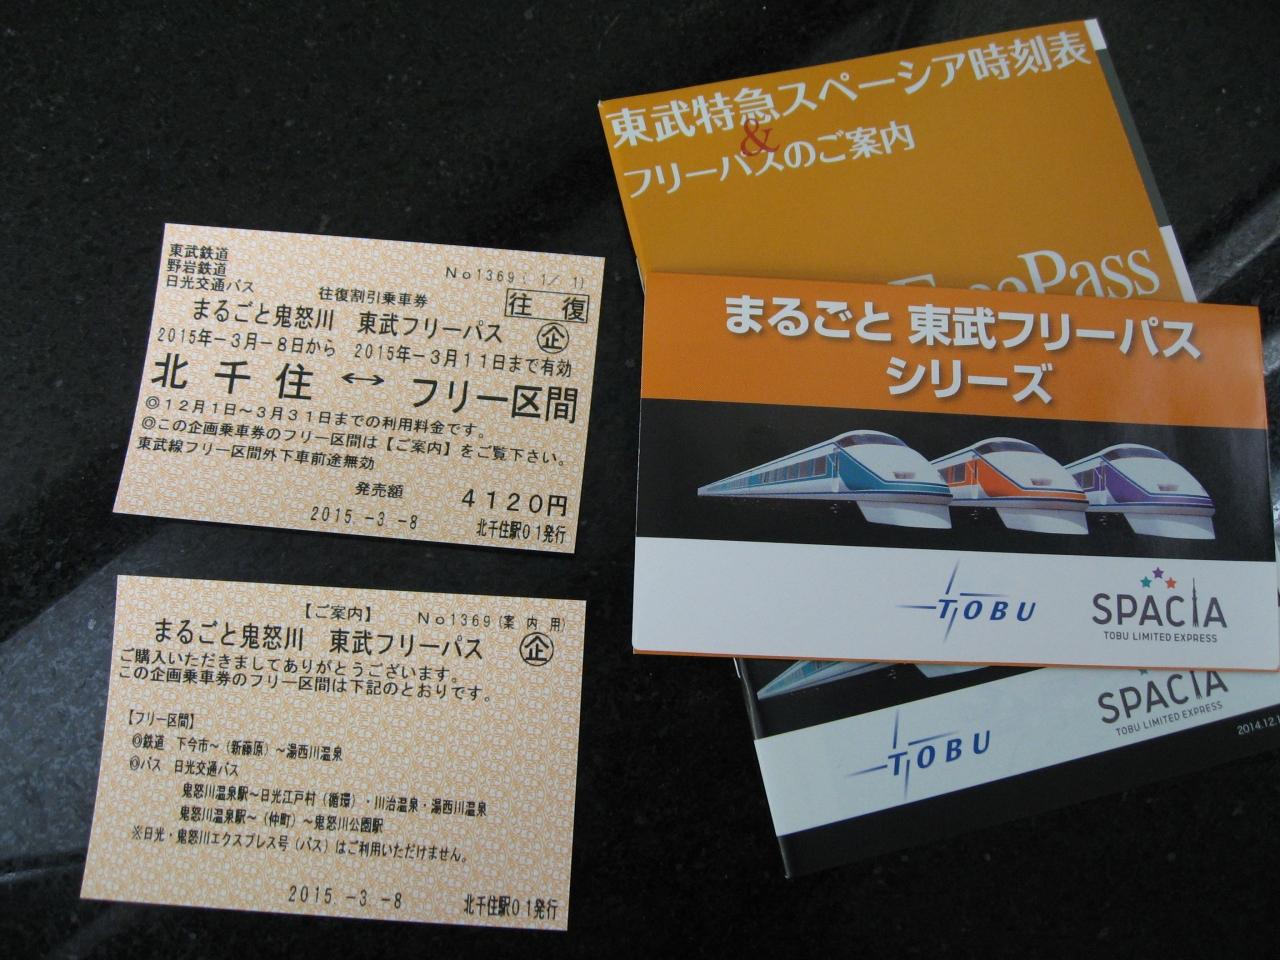 東武鉄道
野岩鉄道
日光交通バス
No1369 ( 1/ 1)
往復割引乗車券
往 復
まるごと鬼怒川 東武フリーパス
企
2015年-3月-8日から 2015年-3月11日まで有効
北千住 ↔ フリー区間
◎12月1日～3月31日までの利用料金です。
◎この企画乗車券のフリー区間は【ご案内】をご覧下さい。
東武線フリー区間外下車前途無効
発売額 4120円
2015.-3.-8 北千住駅01発行
【ご案内】
No1369 (案 内 用)
まるごと鬼怒川 東武フリーパス
企
ご購入いただきましてありがとうございます。
この企画乗車券のフリー区間は下記のとおりです。
【フリー区間】
◎鉄道 下今市～（新藤原）～湯西川温泉
◎バス 日光交通バス
鬼怒川温泉駅～日光江戸村（循環）・川治温泉・湯西川温泉
鬼怒川温泉駅～（仲町）～鬼怒川公園駅
※日光・鬼怒川エクスプレス号（バス）はご利用いただけません。
2015.-3.-8 北千住駅01発行
東武特急スペーシア時刻表
&
フリーパスのご案内
Pass
まるごと 東武フリーパス
シリーズ
TOBU
SPACIA
TOBU LIMITED EXPRESS
TOBU
SPACIA
TOBU LIMITED EXPRESS